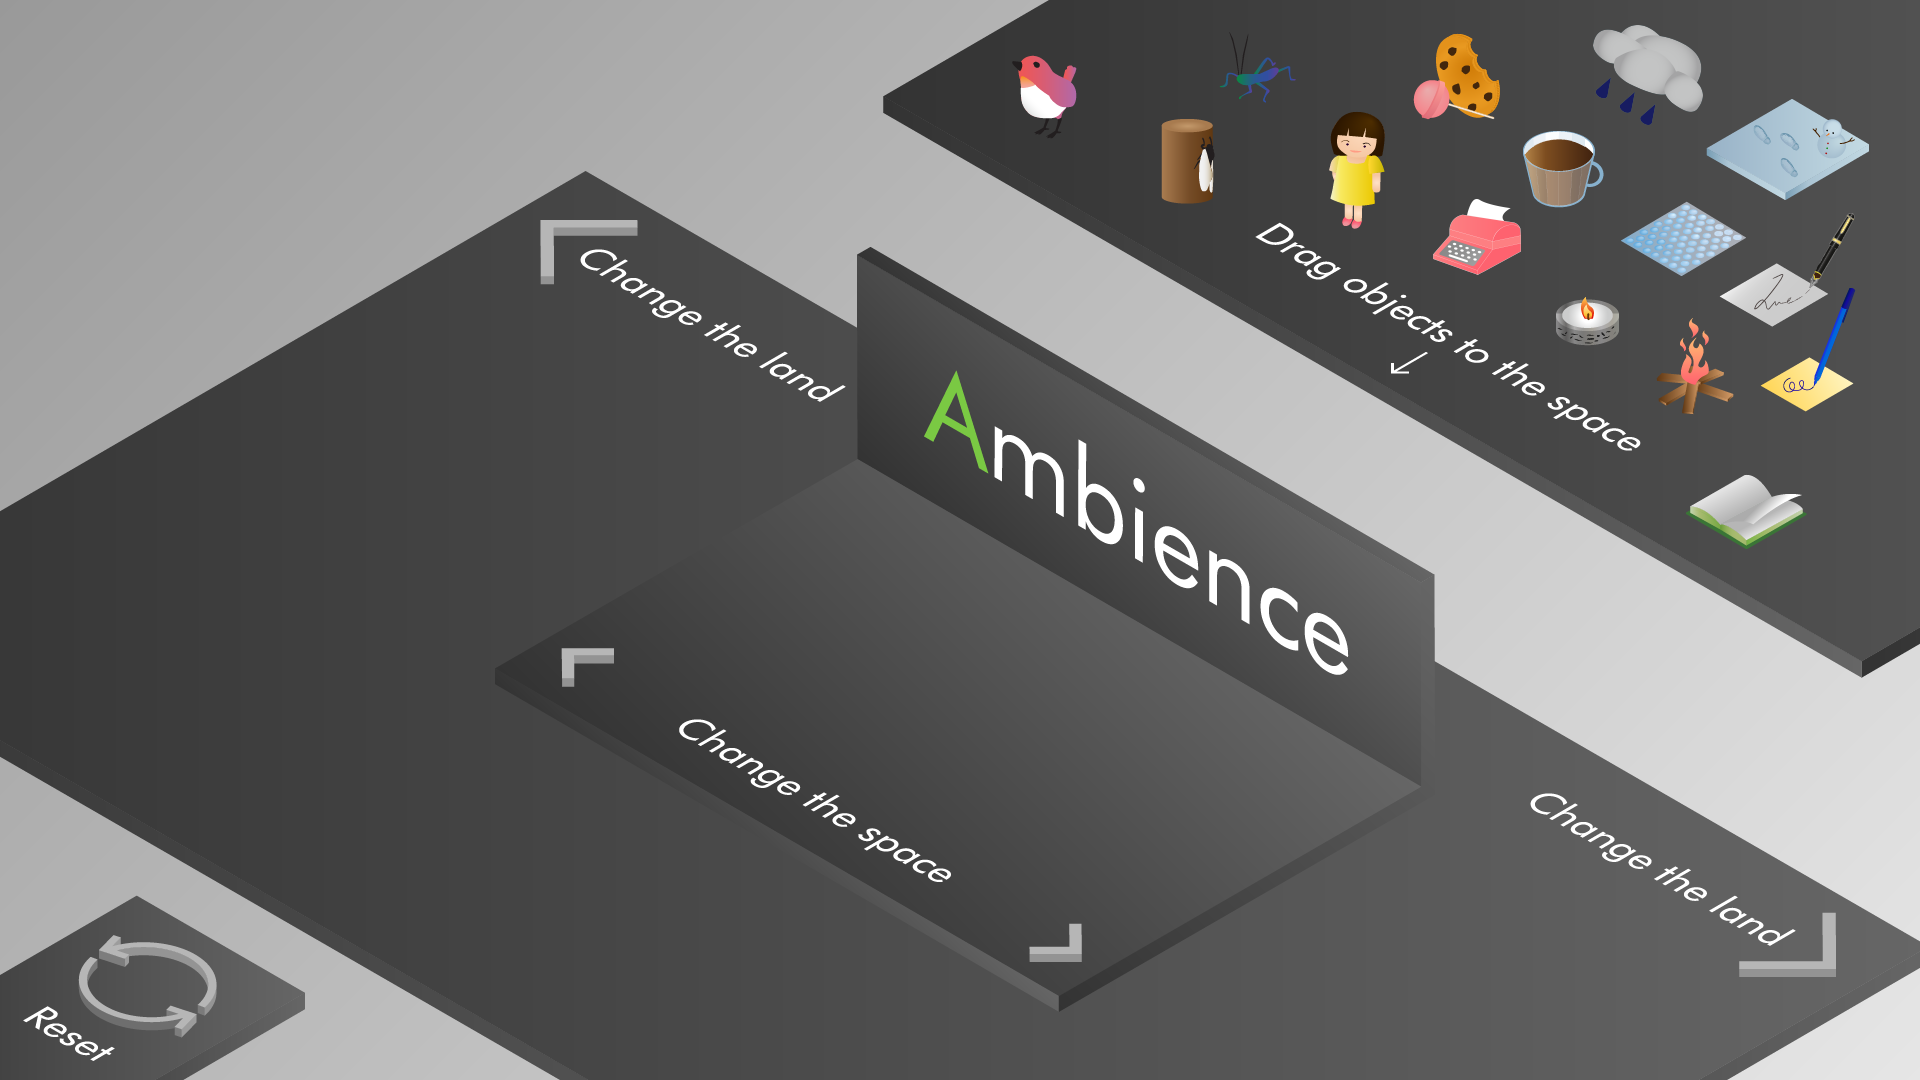 Change the land
Drag objects to the space
Ambience
Change the space
Change the land
Reset